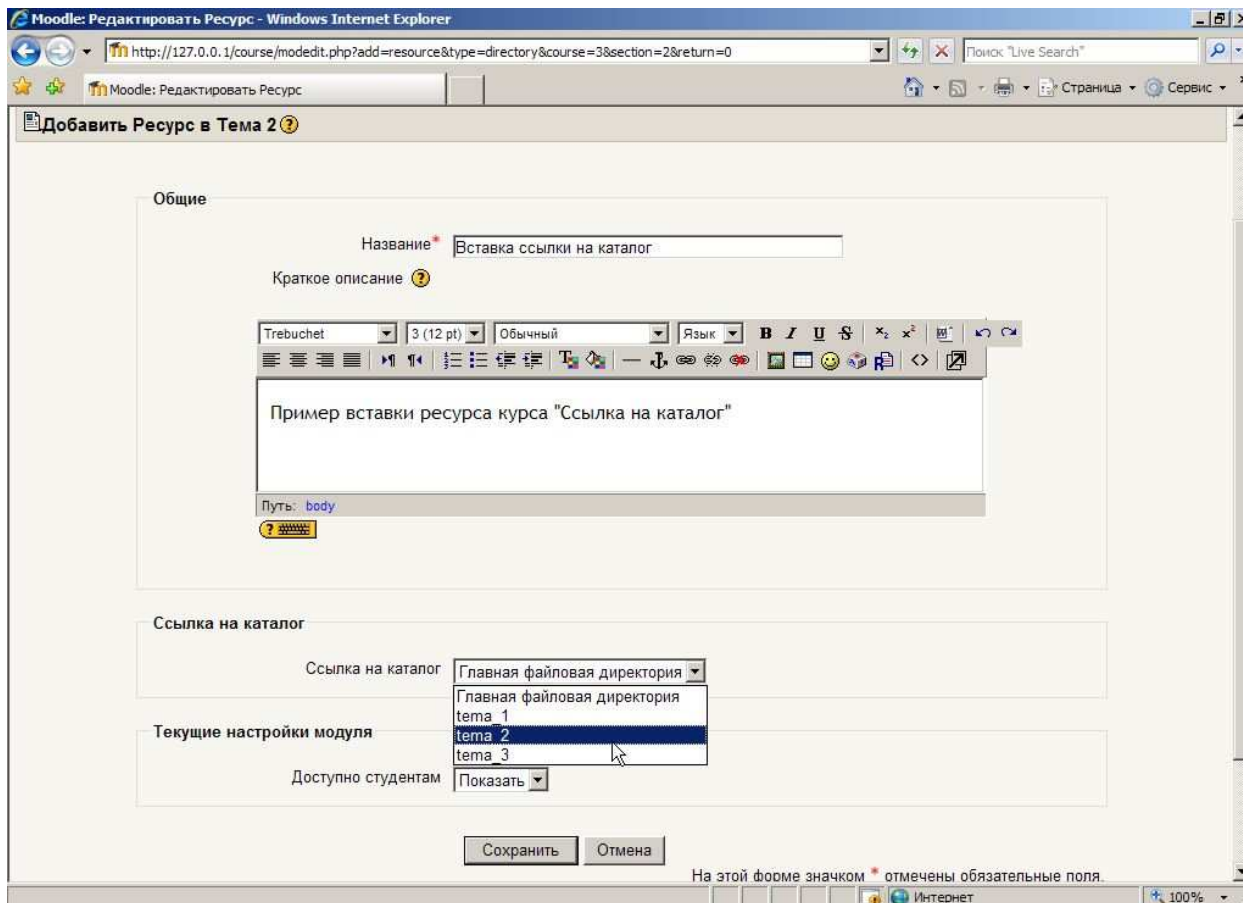 Moodle: Редактировать Ресурс - Windows Internet Explorer
http://127.0.0.1/course/modedit.php?add=resource&type=directory&course=3&section=2&return=0
Поиск "Live Search"
Moodle: Редактировать Ресурс
Страница
Сервис
Добавить Ресурс в Тема 2
Общие
Название*
Вставка ссылки на каталог
Краткое описание
Trebuchet
3 (12 pt)
Обычный
Язык
B I U S x₂ x²
Пример вставки ресурса курса "Ссылка на каталог"
Путь: body
Ссылка на каталог
Ссылка на каталог
Главная файловая директория
Главная файловая директория
tema_1
tema_2
tema_3
Текущие настройки модуля
Доступно студентам
Показать
Сохранить
Отмена
На этой форме значком * отмечены обязательные поля.
Интернет
100%